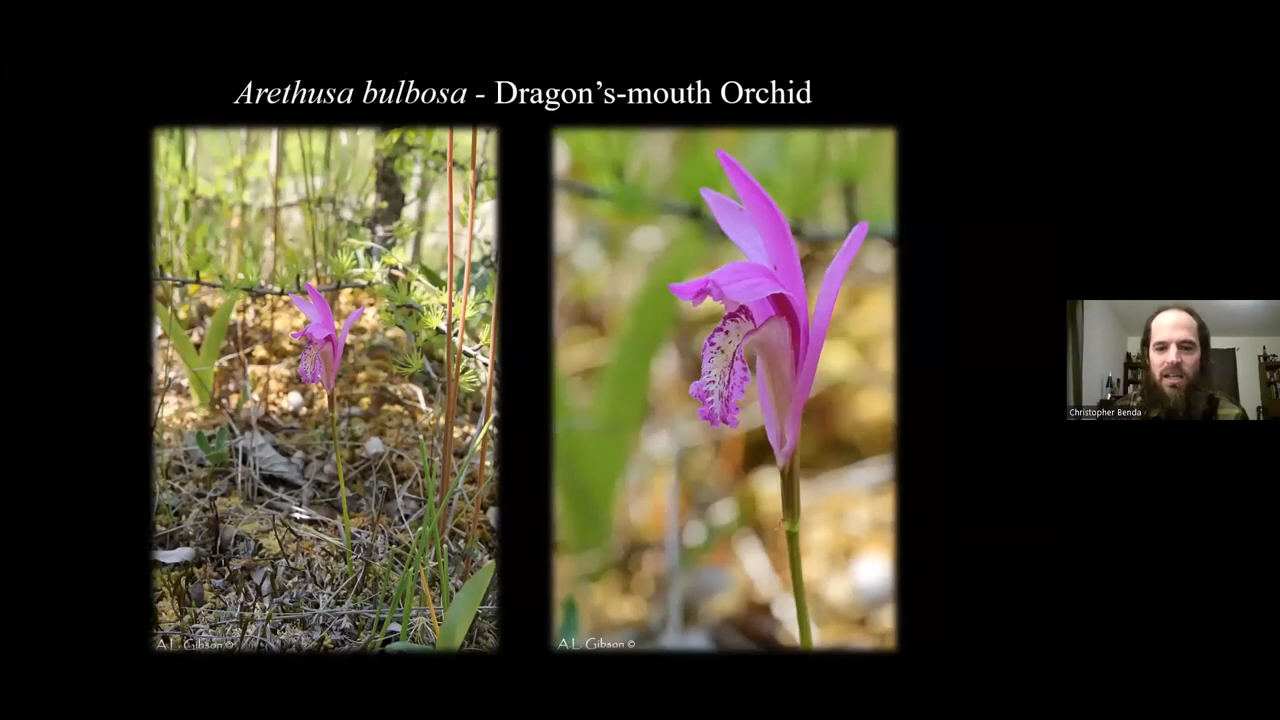 Arethusa bulbosa - Dragon's-mouth Orchid
A.L. Gibson ©
A.L. Gibson ©
Christopher Benda